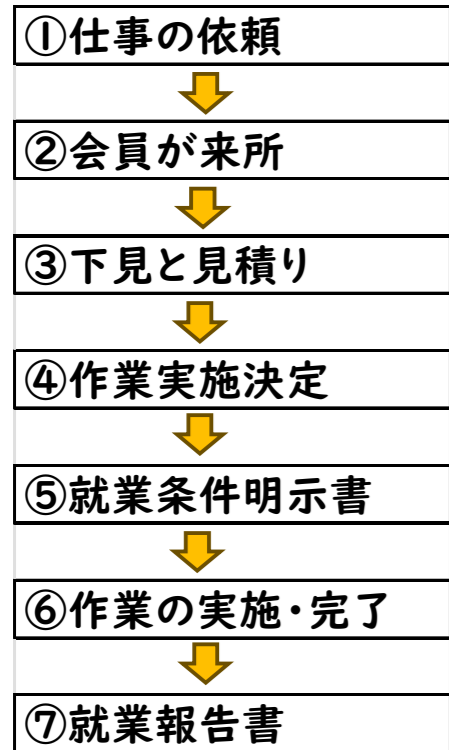 ①仕事の依頼
②会員が来所
③下見と見積り
④作業実施決定
⑤就業条件明示書
⑥作業の実施・完了
⑦就業報告書